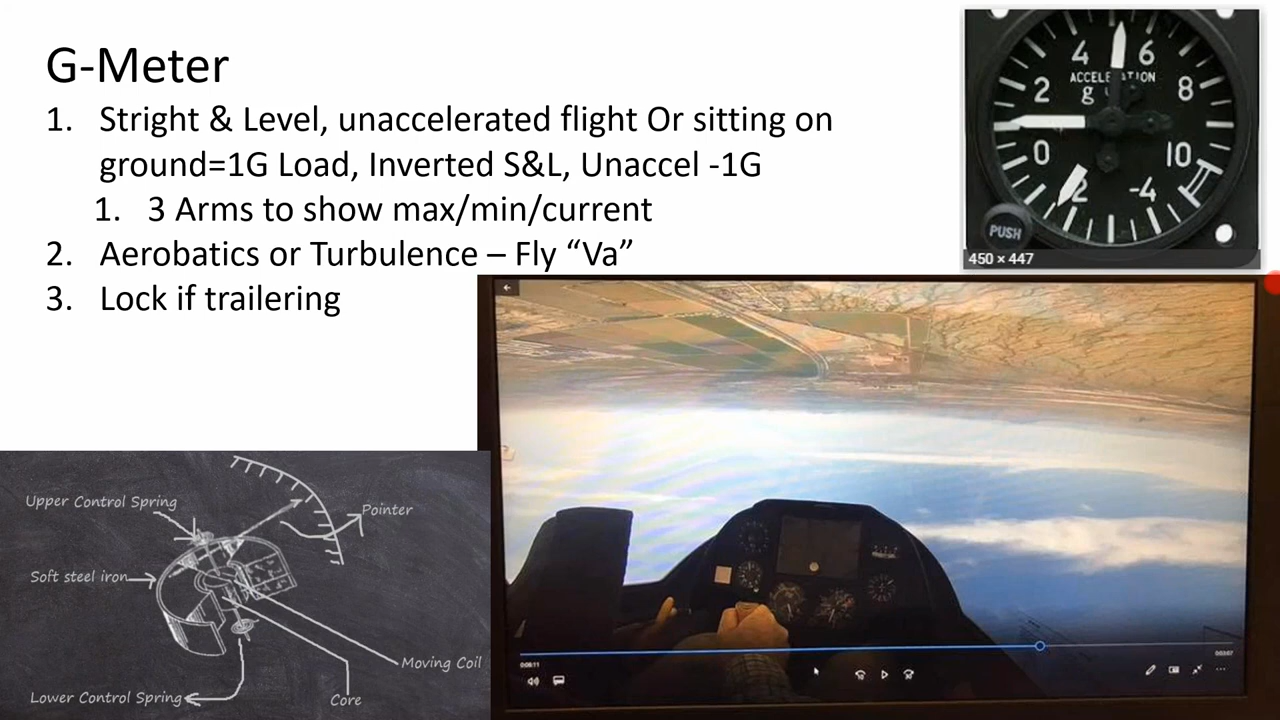 G-Meter
1. Stright & Level, unaccelerated flight Or sitting on
ground=1G Load, Inverted S&L, Unaccel -1G
1. 3 Arms to show max/min/current
2. Aerobatics or Turbulence – Fly “Va”
3. Lock if trailering
4 6
ACCELERATION
2 g 8
0 10
-4
PUSH
450 × 447
Upper Control Spring
Pointer
Soft steel iron
Moving Coil
Lower Control Spring
Core
0:06:11